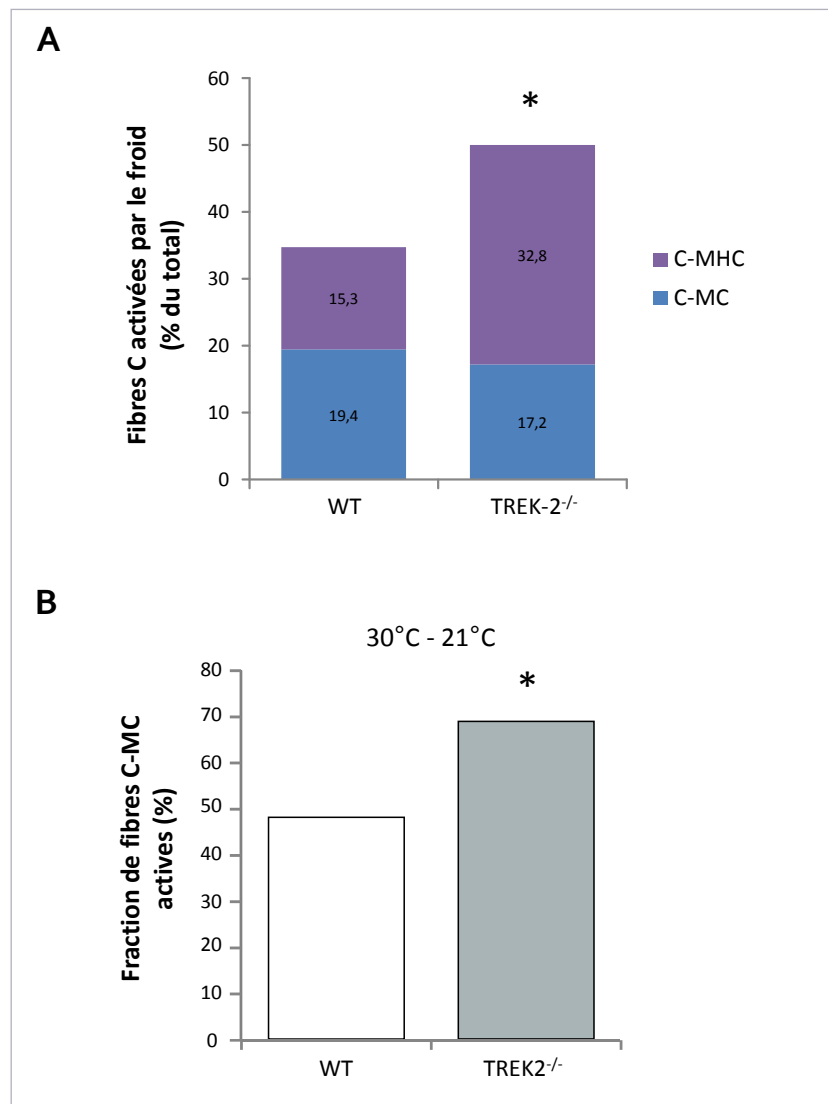 A
Fibres C activées par le froid
(% du total)
60
50
40
30
20
10
0
*
15,3
19,4
32,8
17,2
WT
TREK-2-/-
C-MHC
C-MC
B
30°C - 21°C
Fraction de fibres C-MC
actives (%)
80
70
60
50
40
30
20
10
0
*
WT
TREK2-/-